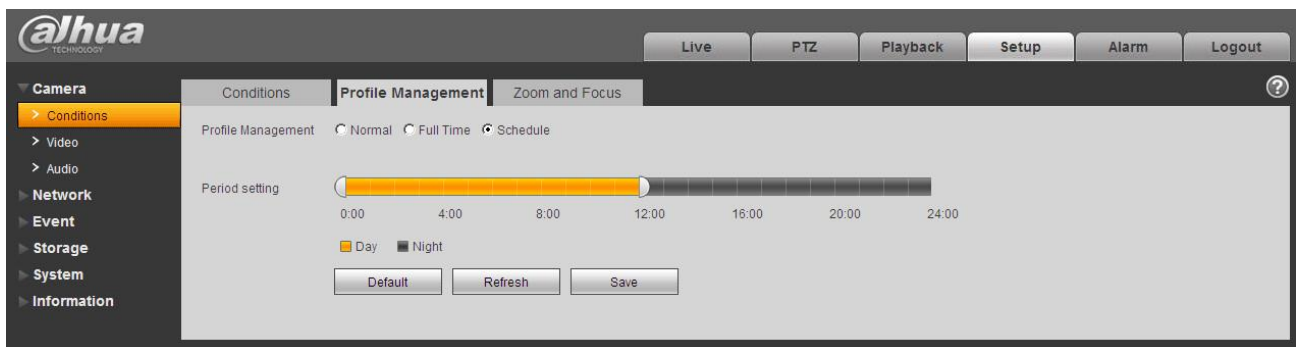 alhua
TECHNOLOGY
Live PTZ Playback Setup Alarm Logout
Camera
Conditions
Video
Audio
Network
Event
Storage
System
Information
Conditions Profile Management Zoom and Focus
?
Profile Management Normal Full Time Schedule
Period setting
0:00 4:00 8:00 12:00 16:00 20:00 24:00
Day Night
Default Refresh Save